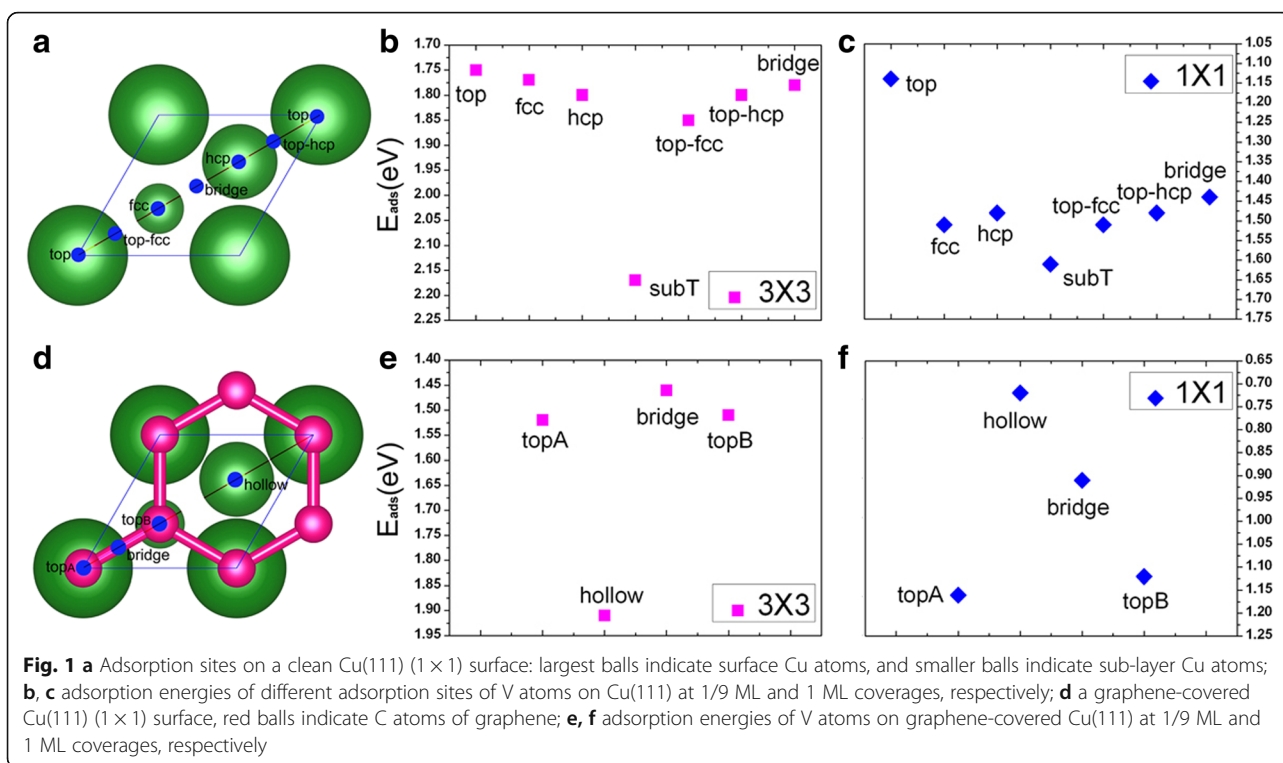 a
top
top-hcp
hcp
bridge
fcc
top-fcc
top
b
1.70
1.75
1.80
1.85
1.90
1.95
2.00
2.05
2.10
2.15
2.20
2.25
Eads(eV)
top
fcc
hcp
top-fcc
top-hcp
bridge
subT
3X3
c
1.05
1.10
1.15
1.20
1.25
1.30
1.35
1.40
1.45
1.50
1.55
1.60
1.65
1.70
1.75
1X1
top
fcc
hcp
subT
top-fcc
top-hcp
bridge
d
hollow
topB
bridge
topA
e
1.40
1.45
1.50
1.55
1.60
1.65
1.70
1.75
1.80
1.85
1.90
1.95
Eads(eV)
topA
bridge
topB
hollow
3X3
f
0.65
0.70
0.75
0.80
0.85
0.90
0.95
1.00
1.05
1.10
1.15
1.20
1.25
1X1
hollow
bridge
topA
topB
Fig. 1 a Adsorption sites on a clean Cu(111) (1 × 1) surface: largest balls indicate surface Cu atoms, and smaller balls indicate sub-layer Cu atoms;
b, c adsorption energies of different adsorption sites of V atoms on Cu(111) at 1/9 ML and 1 ML coverages, respectively; d a graphene-covered
Cu(111) (1 × 1) surface, red balls indicate C atoms of graphene; e, f adsorption energies of V atoms on graphene-covered Cu(111) at 1/9 ML and
1 ML coverages, respectively